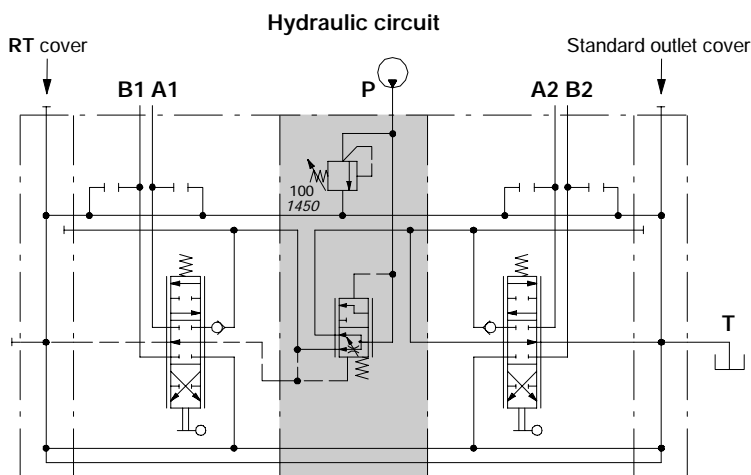 Hydraulic circuit
RT cover
Standard outlet cover
B1 A1
P
A2 B2
100
1450
T